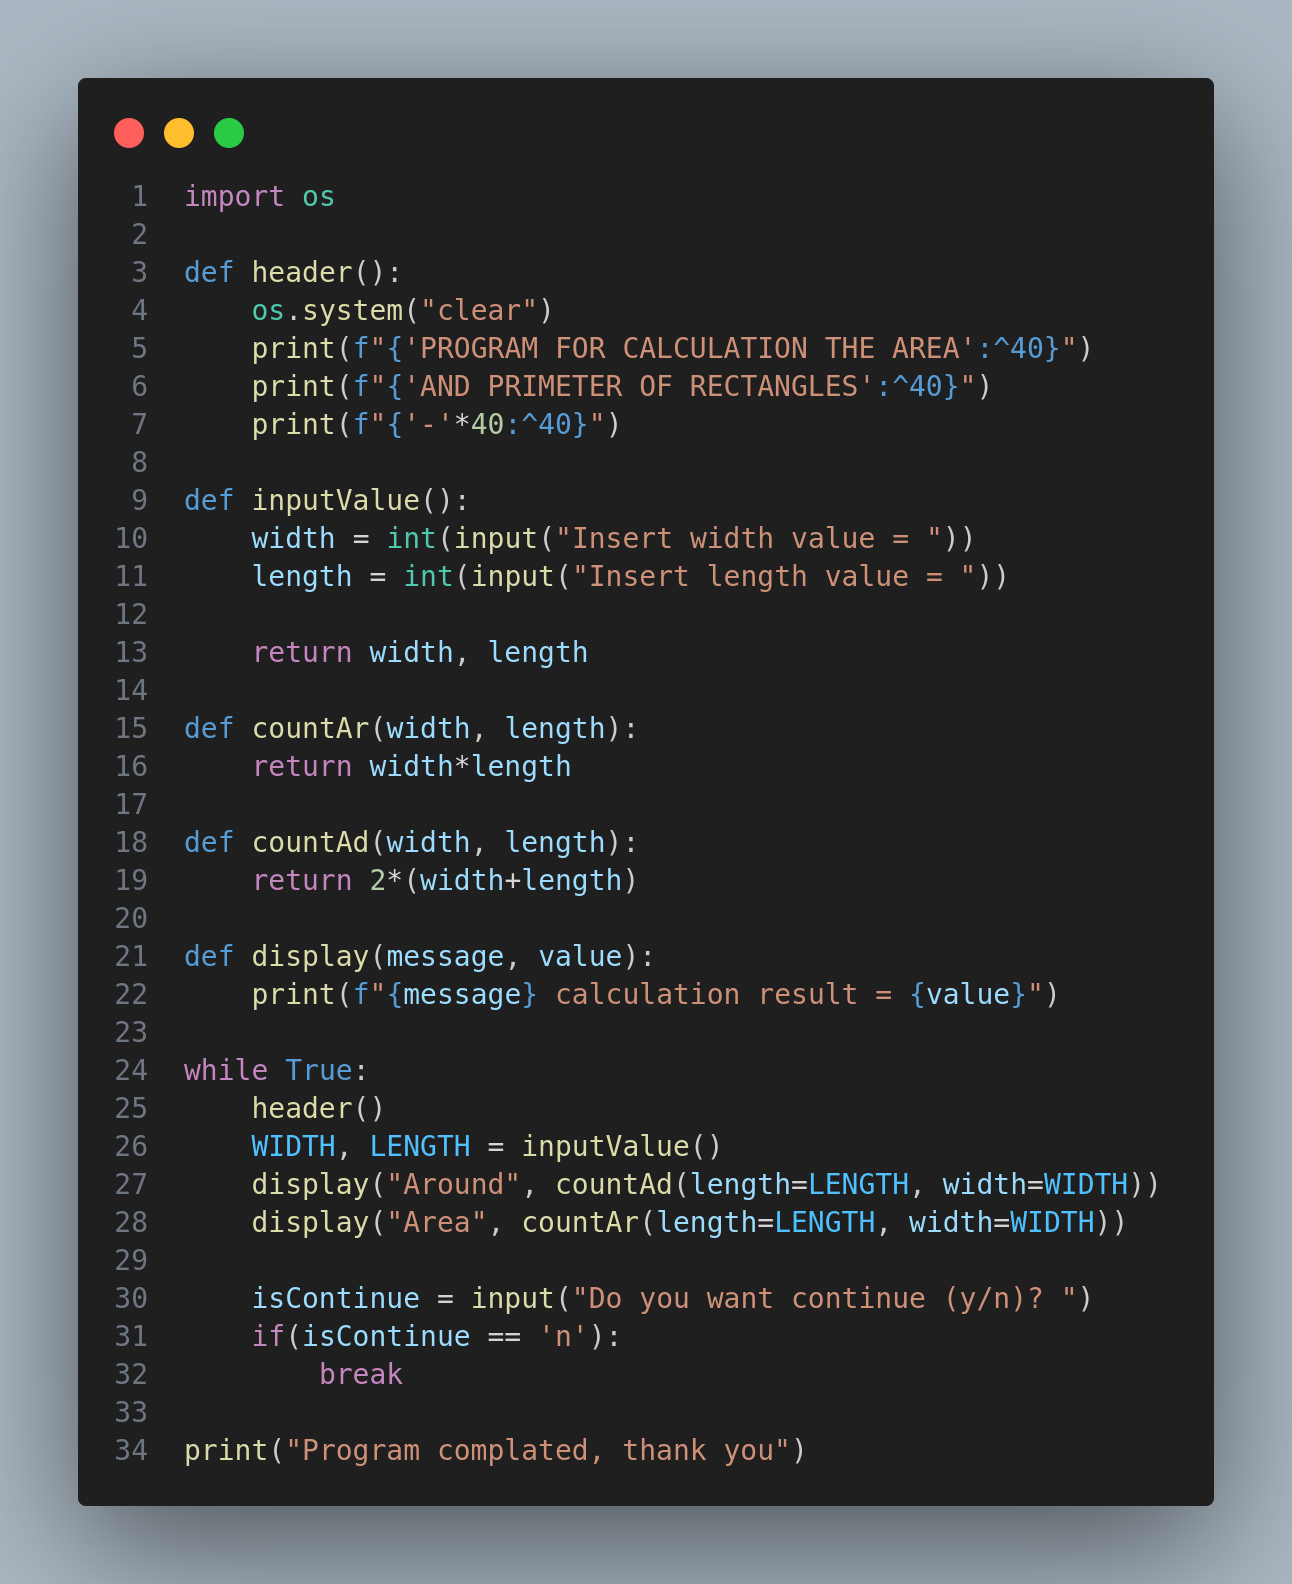 1 import os
2
3 def header():
4     os.system("clear")
5     print(f"{'PROGRAM FOR CALCULATION THE AREA':^40}")
6     print(f"{'AND PRIMETER OF RECTANGLES':^40}")
7     print(f"{'-'*40:^40}")
8
9 def inputValue():
10     width = int(input("Insert width value = "))
11     length = int(input("Insert length value = "))
12
13     return width, length
14
15 def countAr(width, length):
16     return width*length
17
18 def countAd(width, length):
19     return 2*(width+length)
20
21 def display(message, value):
22     print(f"{message} calculation result = {value}")
23
24 while True:
25     header()
26     WIDTH, LENGTH = inputValue()
27     display("Around", countAd(length=LENGTH, width=WIDTH))
28     display("Area", countAr(length=LENGTH, width=WIDTH))
29
30     isContinue = input("Do you want continue (y/n)? ")
31     if(isContinue == 'n'):
32         break
33
34 print("Program complated, thank you")